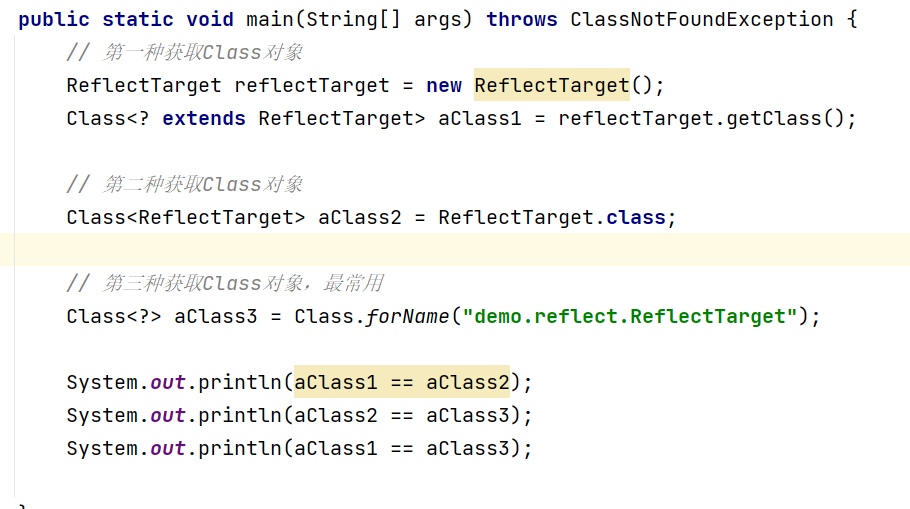 public static void main(String[] args) throws ClassNotFoundException {
// 第一种获取Class对象
ReflectTarget reflectTarget = new ReflectTarget();
Class<? extends ReflectTarget> aClass1 = reflectTarget.getClass();
// 第二种获取Class对象
Class<ReflectTarget> aClass2 = ReflectTarget.class;
// 第三种获取Class对象，最常用
Class<?> aClass3 = Class.forName("demo.reflect.ReflectTarget");
System.out.println(aClass1 == aClass2);
System.out.println(aClass2 == aClass3);
System.out.println(aClass1 == aClass3);
}